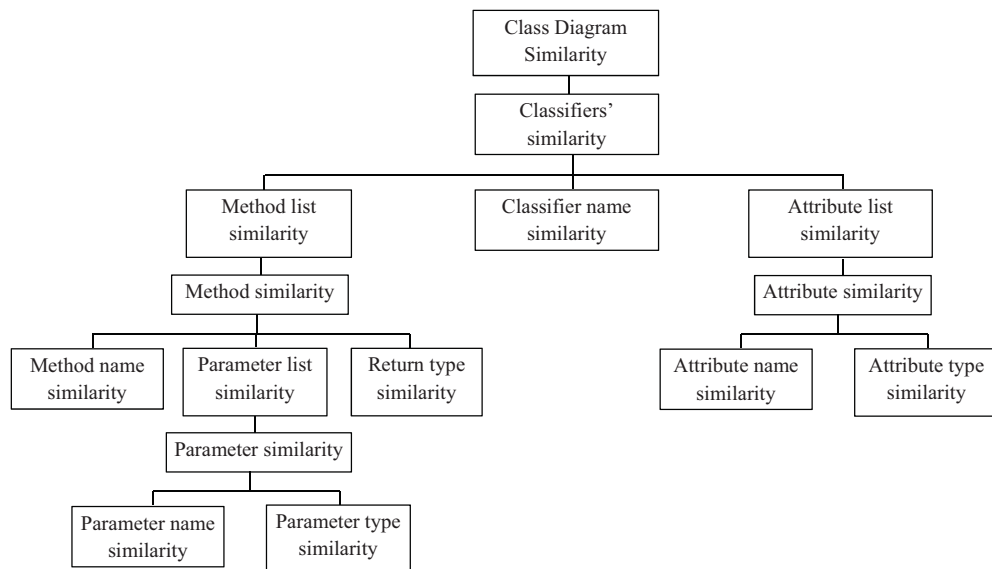 Class Diagram
Similarity
Classifiers’
similarity
Method list
similarity
Classifier name
similarity
Attribute list
similarity
Method similarity
Attribute similarity
Method name
similarity
Parameter list
similarity
Return type
similarity
Attribute name
similarity
Attribute type
similarity
Parameter similarity
Parameter name
similarity
Parameter type
similarity